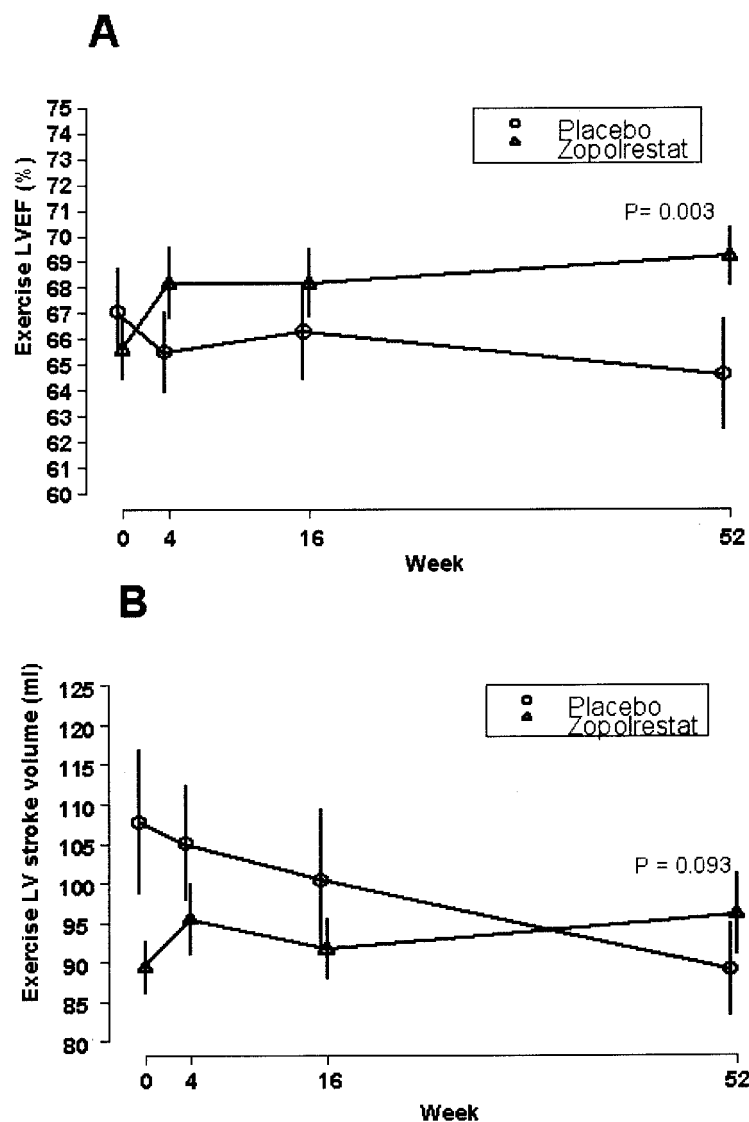 A
Exercise LVEF (%)
75
74
73
72
71
70
69
68
67
66
65
64
63
62
61
60
Placebo
Zopolrestat
P= 0.003
0 4 16 52
Week
B
Exercise LV stroke volume (ml)
125
120
115
110
105
100
95
90
85
80
Placebo
Zopolrestat
P = 0.093
0 4 16 52
Week